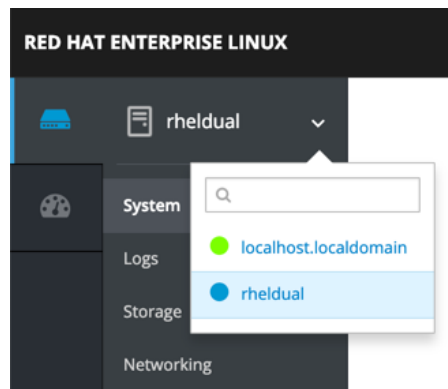 RED HAT ENTERPRISE LINUX
rheldual
System
localhost.localdomain
Logs
rheldual
Storage
Networking